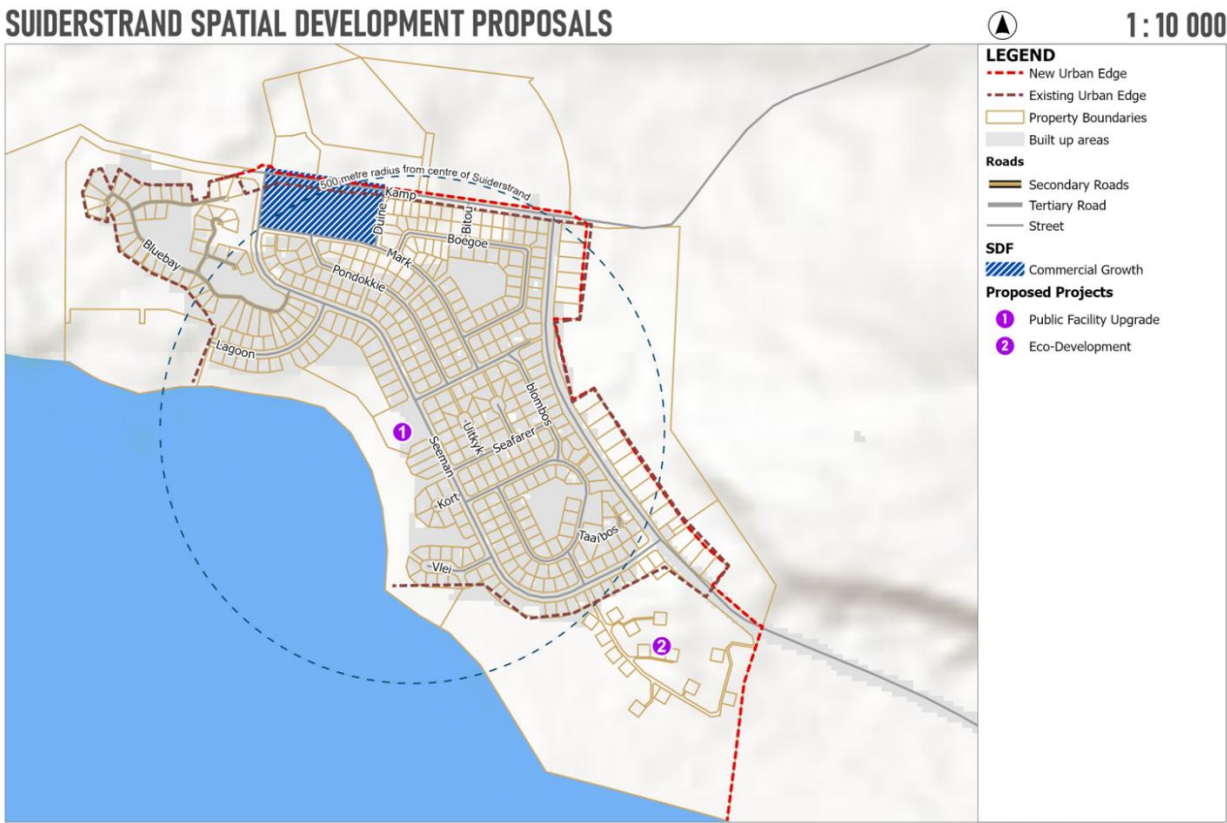 SUIDERSTRAND SPATIAL DEVELOPMENT PROPOSALS
1 : 10 000
LEGEND
New Urban Edge
Existing Urban Edge
Property Boundaries
Built up areas
Roads
Secondary Roads
Tertiary Road
Street
SDF
Commercial Growth
Proposed Projects
1 Public Facility Upgrade
2 Eco-Development
500 metre radius from centre of Suiderstrand
Kamp
Duine
Bitou
Boegoe
Mark
Bluebay
Pondokkie
Lagoon
blombos
1
Uitkyk
Seafarer
Seeman
Kort
Taaibos
Vlei
2